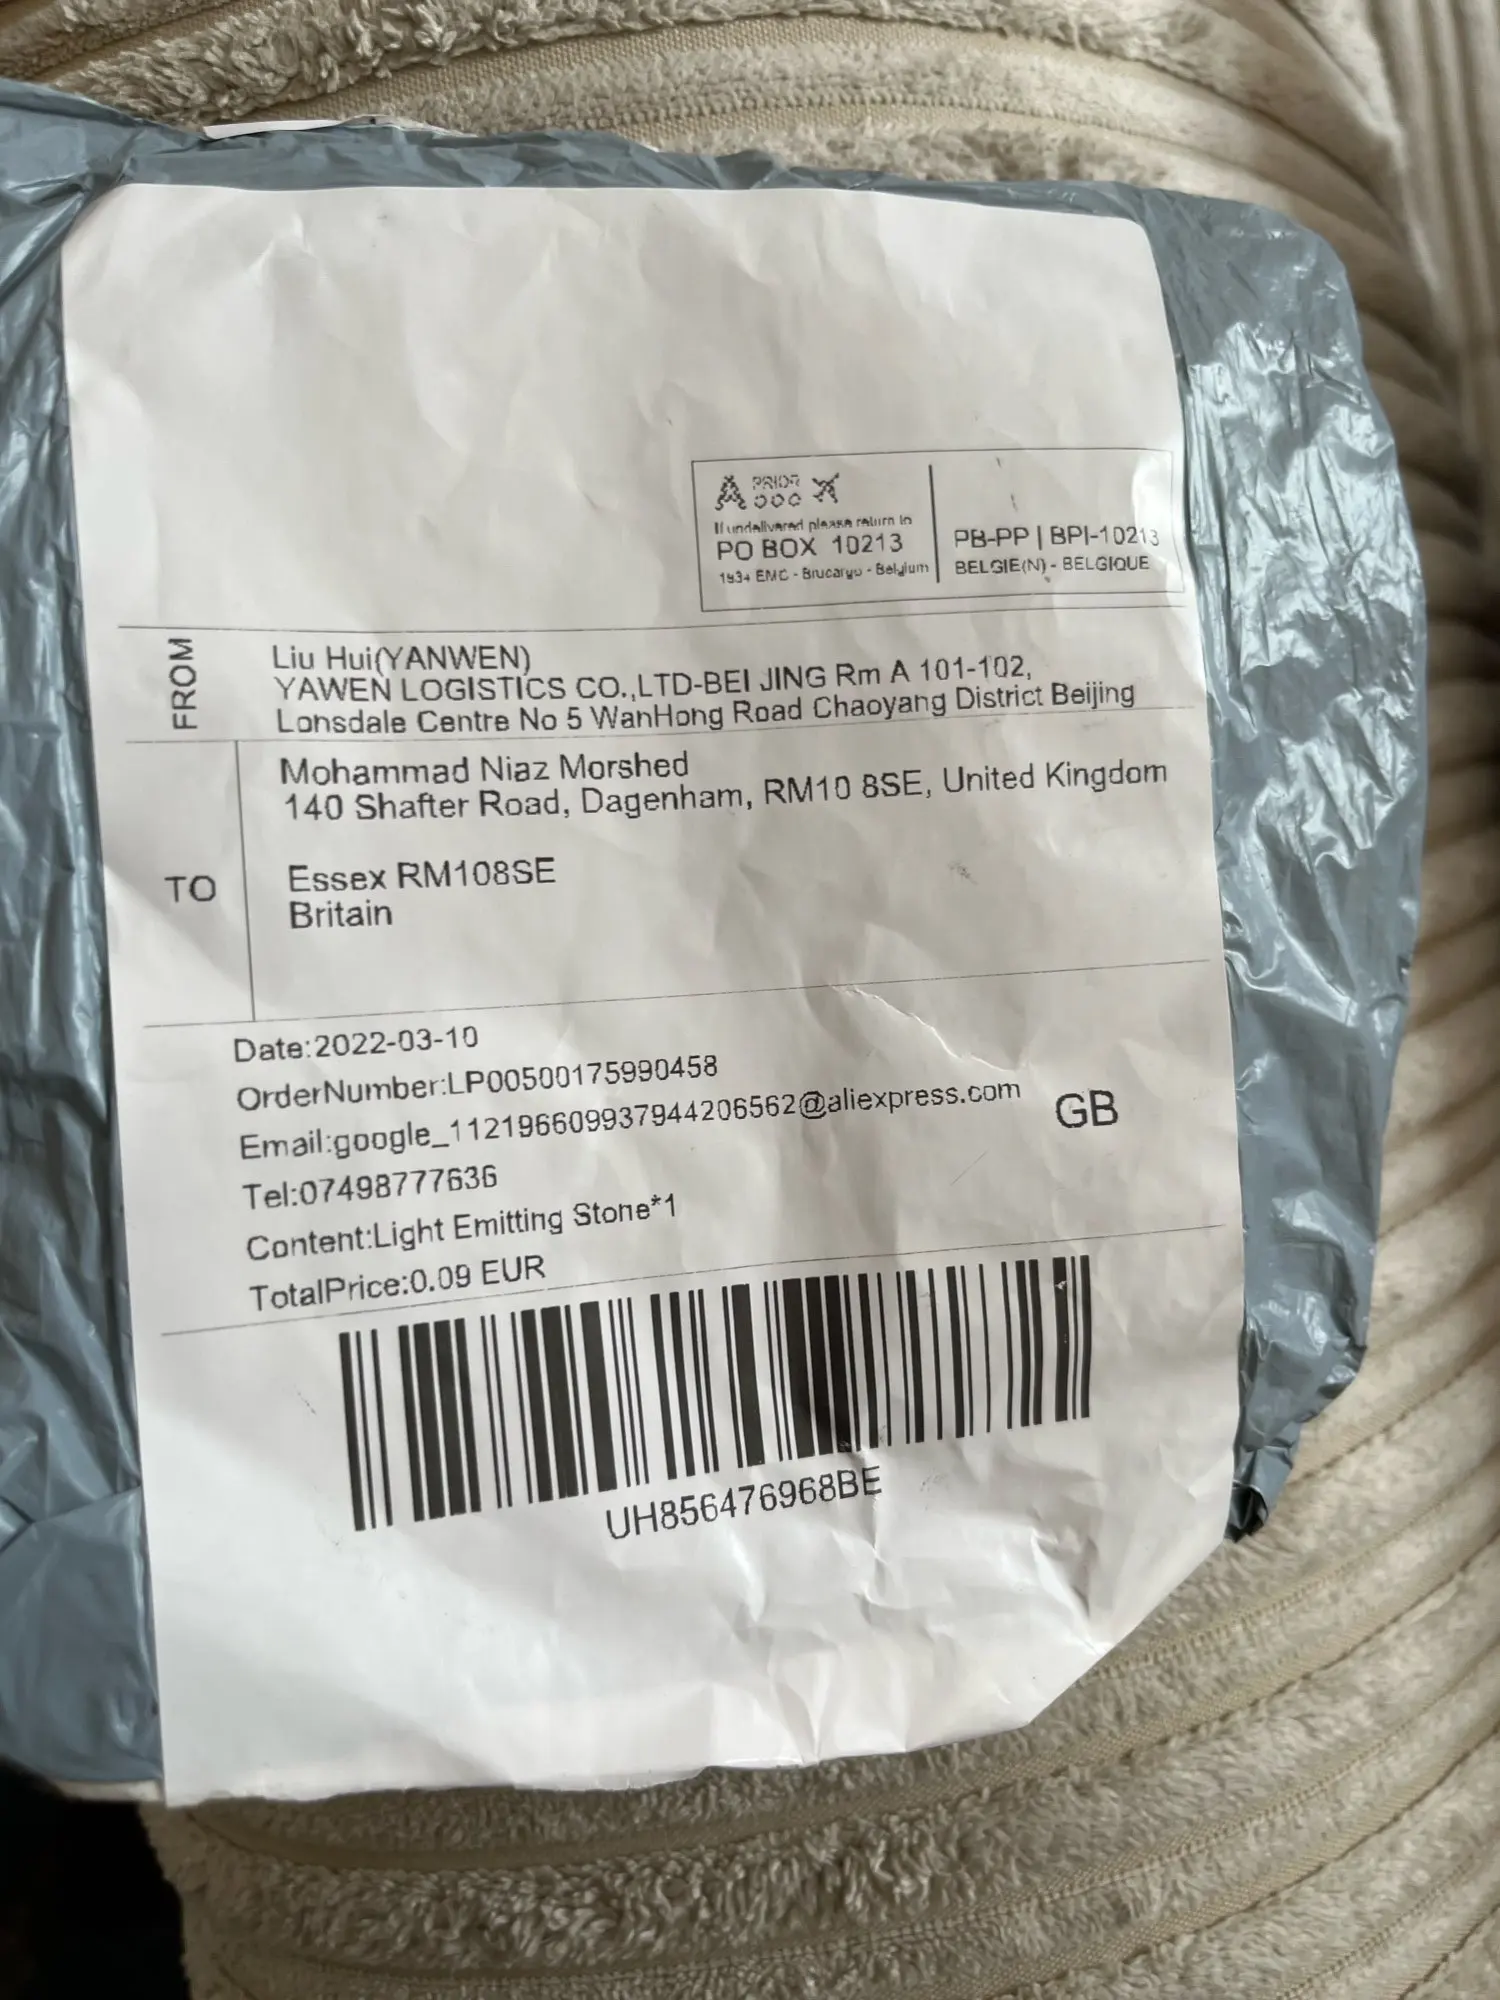 A PRIOR
If undelivered please return to
PO BOX 10213
1934 EMC - Brucargo - Belgium
PB-PP | BPI-10213
BELGIE(N) - BELGIQUE
FROM
Liu Hui(YANWEN)
YAWEN LOGISTICS CO.,LTD-BEI JING Rm A 101-102,
Lonsdale Centre No 5 WanHong Road Chaoyang District Beijing
TO
Mohammad Niaz Morshed
140 Shafter Road, Dagenham, RM10 8SE, United Kingdom
Essex RM108SE
Britain
Date:2022-03-10
OrderNumber:LP00500175990458
Email:google_112196609937944206562@aliexpress.com
GB
Tel:07498777636
Content:Light Emitting Stone*1
TotalPrice:0.09 EUR
UH856476968BE